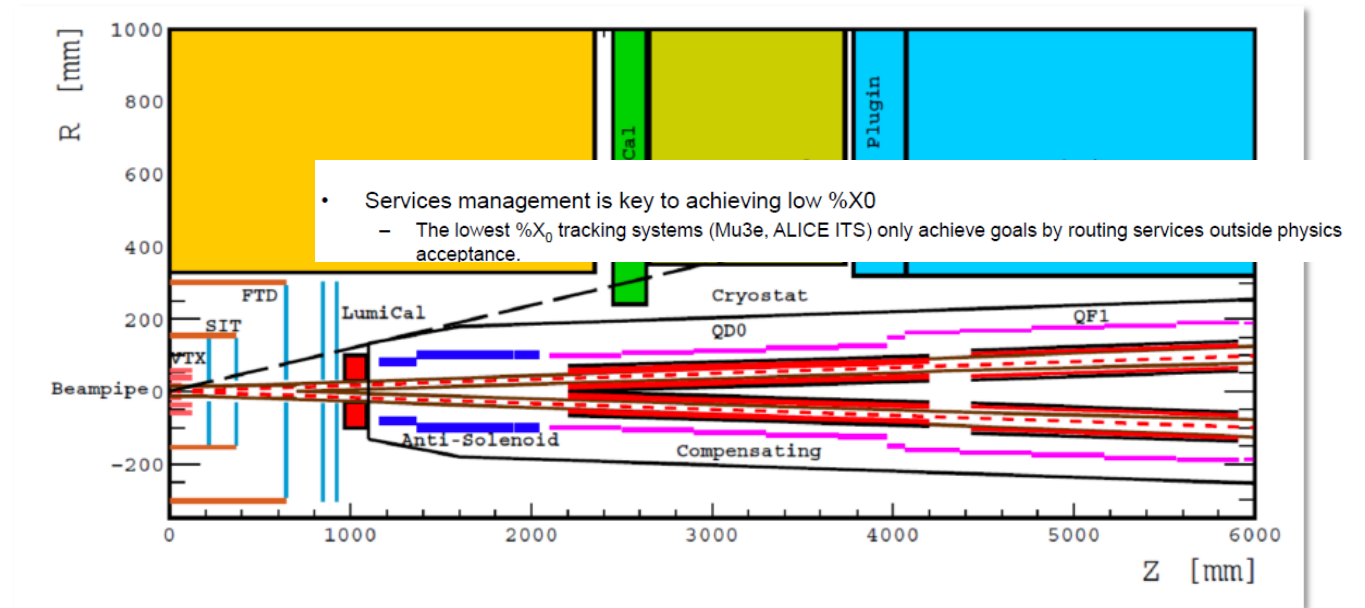 R [mm]
1000
800
600
400
200
0
-200
Cal
Plugin
• Services management is key to achieving low %X0
– The lowest %X0 tracking systems (Mu3e, ALICE ITS) only achieve goals by routing services outside physics
acceptance.
FTD
SIT
VTX
LumiCal
Cryostat
QD0
QF1
Beampipe
Anti-Solenoid
Compensating
0 1000 2000 3000 4000 5000 6000
Z [mm]